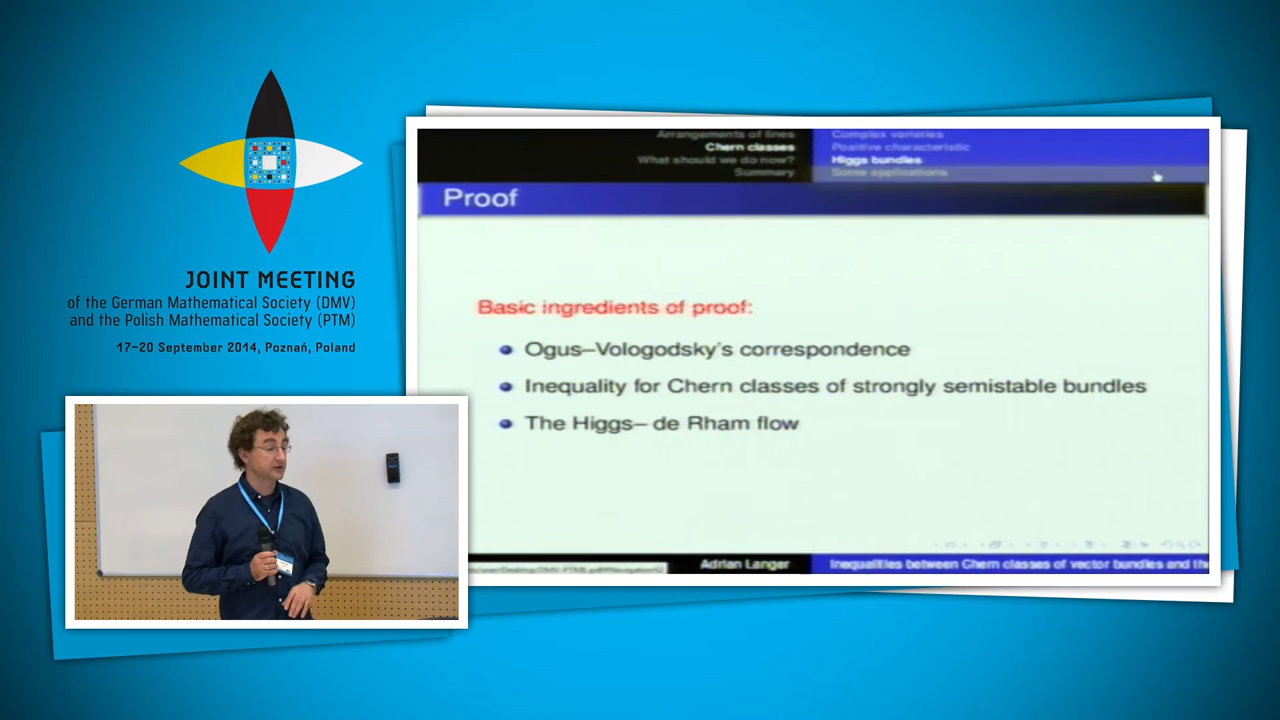 JOINT MEETING
of the German Mathematical Society (DMV)
and the Polish Mathematical Society (PTM)
17–20 September 2014, Poznań, Poland
Arrangements of lines
Chern classes
What should we do now?
Summary
Complex varieties
Positive characteristic
Higgs bundles
Some applications
Proof
Basic ingredients of proof:
Ogus–Vologodsky's correspondence
Inequality for Chern classes of strongly semistable bundles
The Higgs– de Rham flow
Adrian Langer
Inequalities between Chern classes of vector bundles and th